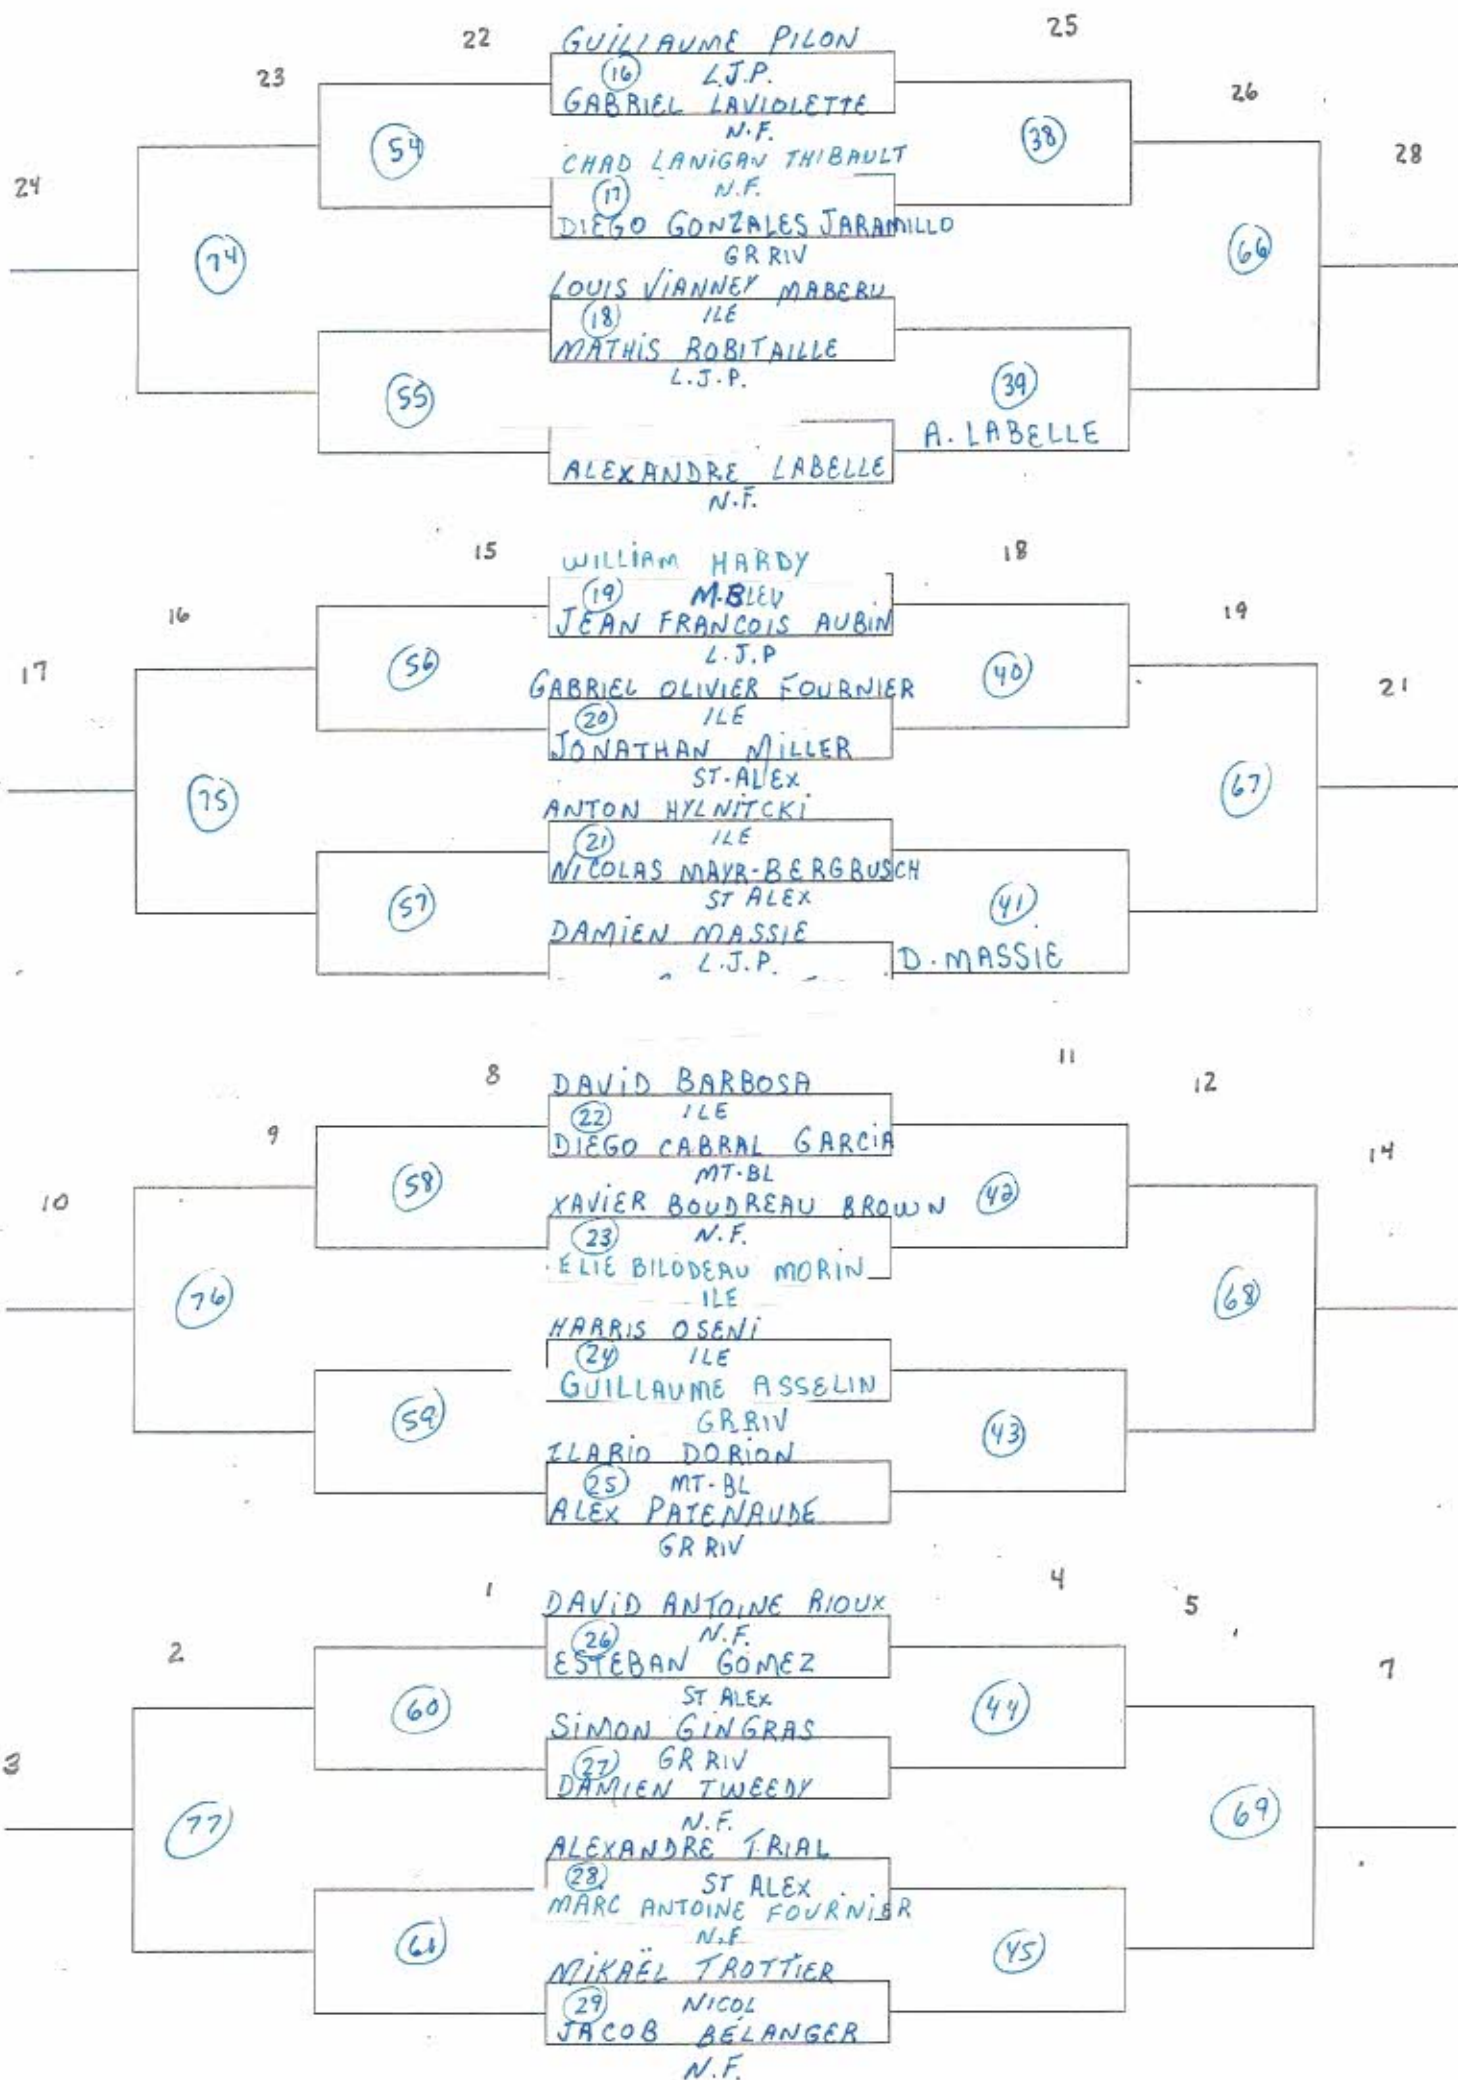 22 GUILLAUME PILON 25
23 (16) L.J.P. 26
GABRIEL LAVIOLETTE
24 (54) N.F. (38) 28
CHAD LANIGAN THIBAULT
(17) N.F.
DIEGO GONZALES JARAMILLO
(74) GR RIV (66)
LOUIS VIANNEY MABERU
(18) ILE
MATHIS ROBITAILLE
L.J.P.
(55) (39)
A. LABELLE
ALEXANDRE LABELLE
N.F.
15 WILLIAM HARDY 18
(19) M.BLEU
16 JEAN FRANCOIS AUBIN 19
(56) L.J.P (40)
17 GABRIEL OLIVIER FOURNIER 21
(20) ILE
JONATHAN MILLER
ST-ALEX
(75) ANTON HYLNITCKI (67)
(21) ILE
NICOLAS MAYR-BERGBUSCH
(57) ST ALEX (41)
DAMIEN MASSIE
L.J.P. D. MASSIE
8 DAVID BARBOSA 11
(22) ILE 12
9 DIEGO CABRAL GARCIA 14
(58) MT-BL (42)
10 XAVIER BOUDREAU BROWN
(23) N.F.
ELIE BILODEAU MORIN
(76) ILE (68)
HARRIS OSENI
(24) ILE
GUILLAUME ASSELIN
(59) GRRIV (43)
ILARIO DORION
(25) MT-BL
ALEX PATENAUDE
GR RIV
1 DAVID ANTOINE RIOUX 4
(26) N.F. 5
2 ESTEBAN GOMEZ 7
(60) ST ALEX (44)
SIMON GINGRAS
3 (27) GR RIV
DAMIEN TWEEDY
(77) N.F. (69)
ALEXANDRE TRIAL
(28) ST ALEX
MARC ANTOINE FOURNIER
(61) N.F (45)
MIKAËL TROTTIER
(29) NICOL
JACOB BÉLANGER
N.F.